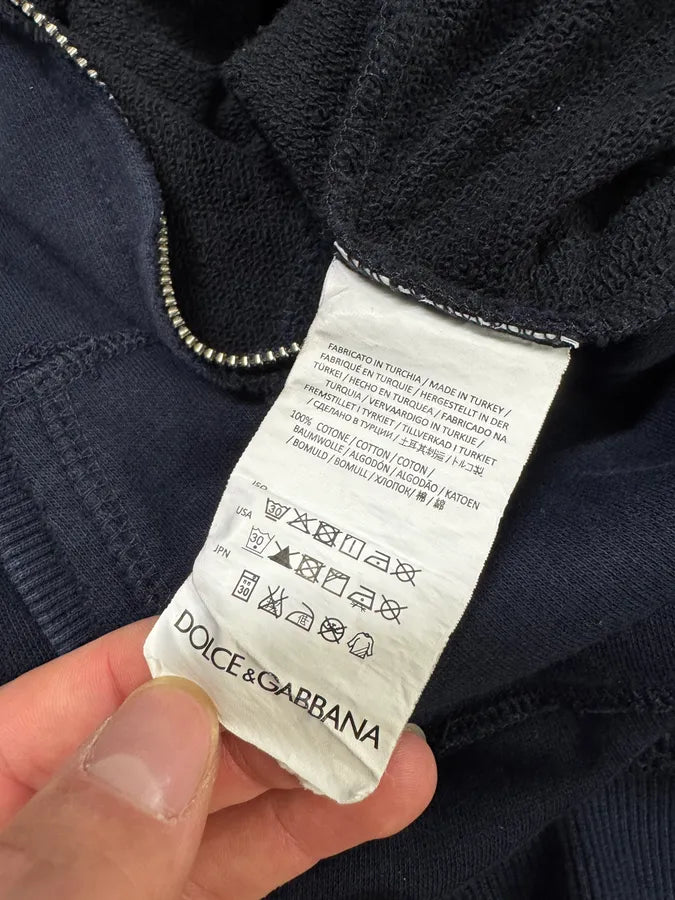 FABRICATO IN TURCHIA / MADE IN TURKEY /
FABRIQUÉ EN TURQUIE / HERGESTELLT IN DER
TÜRKEI / HECHO EN TURQUÍA / FABRICADO NA
TURQUIA / VERVAARDIGD IN TURKIJE /
FREMSTILLET I TYRKIET / TILLVERKAD I TURKIET
/ СДЕЛАНО В ТУРЦИИ / 土耳其制造 / トルコ製
100% COTONE / COTTON / COTON /
BAUMWOLLE / ALGODÓN / ALGODÃO / KATOEN
/ BOMULD / BOMULL / ХЛОПОК / 棉 / 綿
ISO
30
USA
30
JPN
30 低
DOLCE&GABBANA